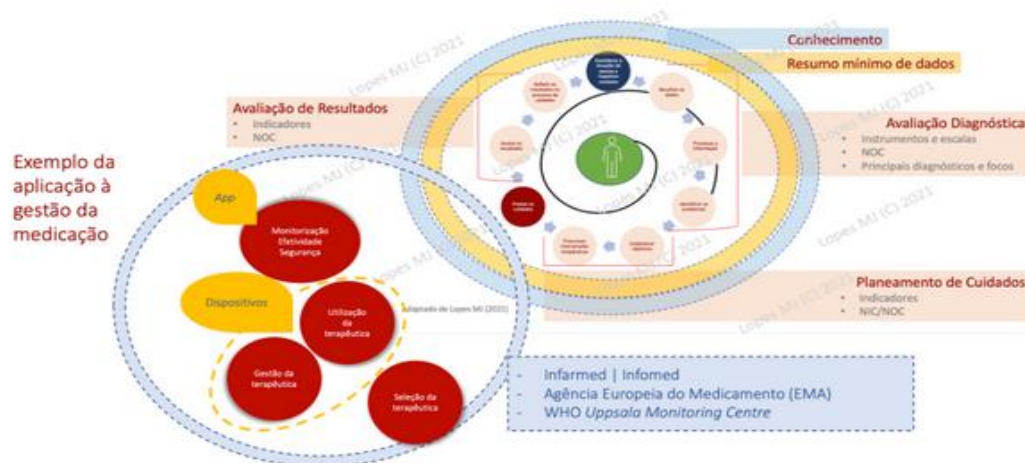 Conhecimento
Resumo mínimo de dados
Avaliação de Resultados
• Indicadores
• NOC
Avaliação Diagnóstica
• Instrumentos e escalas
• NOC
• Principais diagnósticos e focos
Exemplo da
aplicação à
gestão da
medicação
App
Monitorização
Efetividade
Segurança
Dispositivos
Utilização
da
terapêutica
Gestão da
terapêutica
Seleção da
terapêutica
Adaptado de Lopes MJ (2021)
Planeamento de Cuidados
• Indicadores
• NIC/NOC
- Infarmed | Infomed
- Agência Europeia do Medicamento (EMA)
- WHO Uppsala Monitoring Centre
Lopes MJ (C) 2021